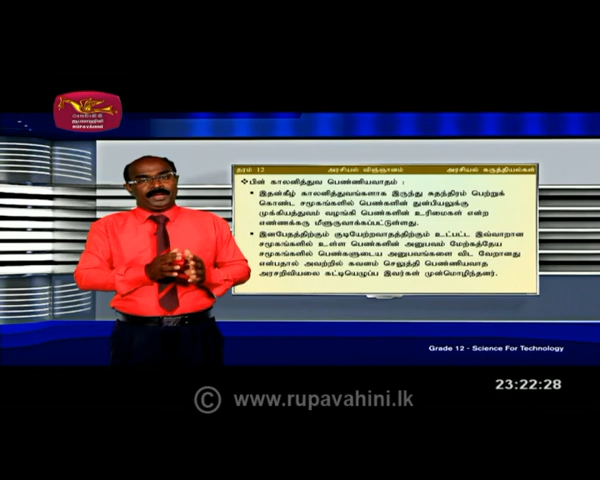 RUPAVAHINI
தரம் 12 அரசியல் விஞ்ஞானம் அரசியல் கருத்தியல்கள்
❖பின் காலனித்துவ பெண்ணியவாதம் :
▪ இதன்கீழ் காலனித்துவங்களாக இருந்து சுதந்திரம் பெற்றுக்
கொண்ட சமூகங்களில் பெண்களின் துன்பியலுக்கு
முக்கியத்துவம் வழங்கி பெண்களின் உரிமைகள் என்ற
எண்ணக்கரு மீளுருவாக்கப்பட்டுள்ளது.
▪ இனபேதத்திற்கும் குடியேற்றவாதத்திற்கும் உட்பட்ட இவ்வாறான
சமூகங்களில் உள்ள பெண்களின் அனுபவம் மேற்கத்தேய
சமூகங்களில் பெண்களுடைய அனுபவங்களை விட வேறானது
என்பதால் அவற்றில் கவனம் செலுத்தி பெண்ணியவாத
அரசறிவியலை கட்டியெழுப்ப இவர்கள் முன்மொழிந்தனர்.
Grade 12 - Science For Technology
23:22:28
© www.rupavahini.lk